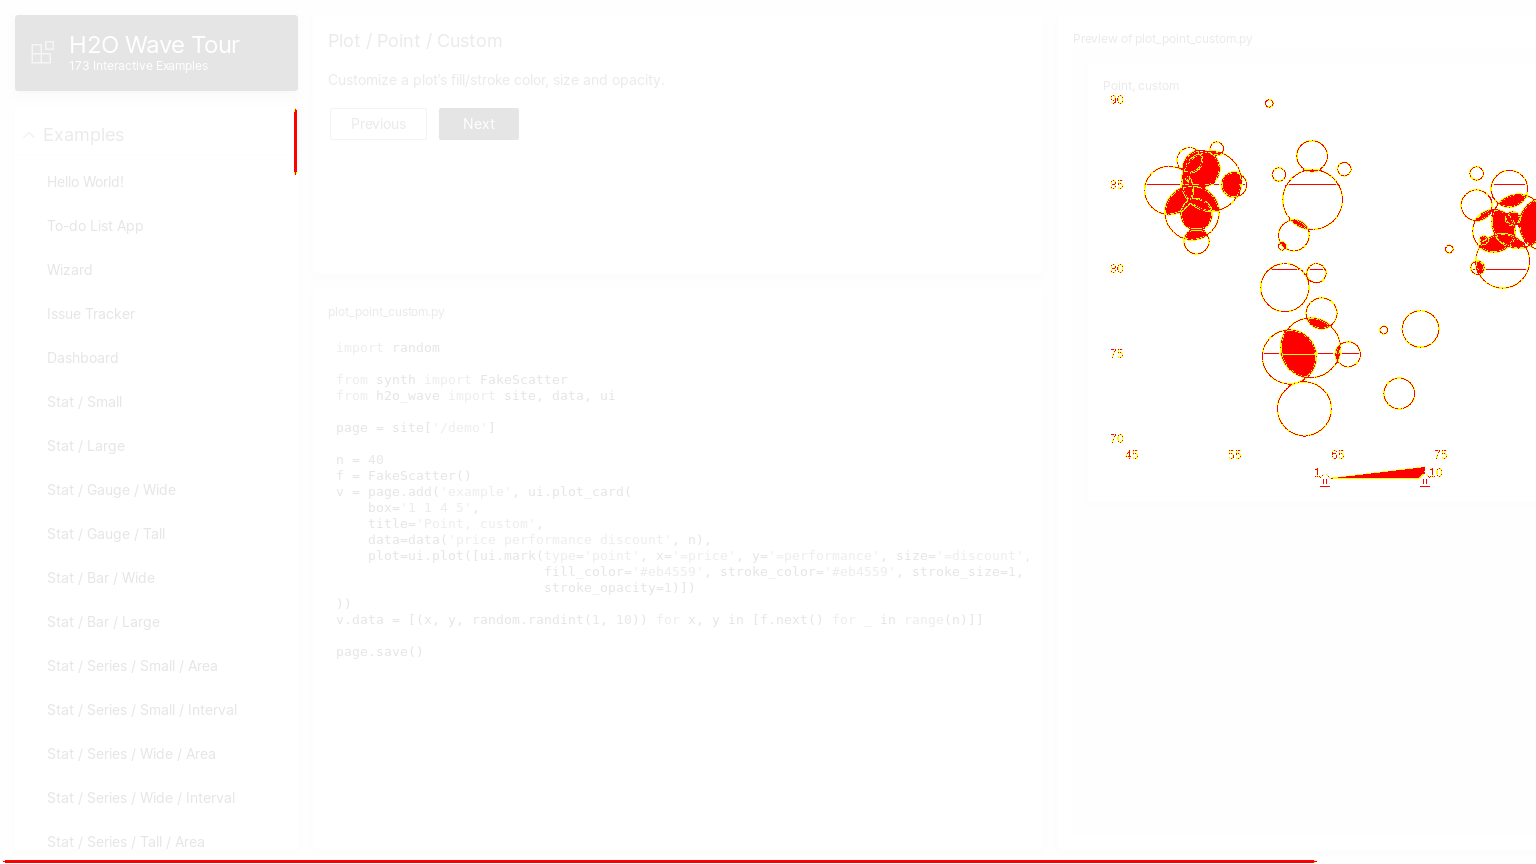 H2O Wave Tour
173 Interactive Examples
Examples
Hello World!
To-do List App
Wizard
Issue Tracker
Dashboard
Stat / Small
Stat / Large
Stat / Gauge / Wide
Stat / Gauge / Tall
Stat / Bar / Wide
Stat / Bar / Large
Stat / Series / Small / Area
Stat / Series / Small / Interval
Stat / Series / Wide / Area
Stat / Series / Wide / Interval
Stat / Series / Tall / Area
Plot / Point / Custom
Customize a plot's fill/stroke color, size and opacity.
Previous
Next
plot_point_custom.py
import random
from synth import FakeScatter
from h2o_wave import site, data, ui
page = site['/demo']
n = 40
f = FakeScatter()
v = page.add('example', ui.plot_card(
    box='1 1 4 5',
    title='Point, custom',
    data=data('price performance discount', n),
    plot=ui.plot([ui.mark(type='point', x='=price', y='=performance', size='=discount',
                          fill_color='#eb4559', stroke_color='#eb4559', stroke_size=1,
                          stroke_opacity=1)])
))
v.data = [(x, y, random.randint(1, 10)) for x, y in [f.next() for _ in range(n)]]
page.save()
Preview of plot_point_custom.py
Point, custom
90
85
80
75
70
45
55
65
75
1
10